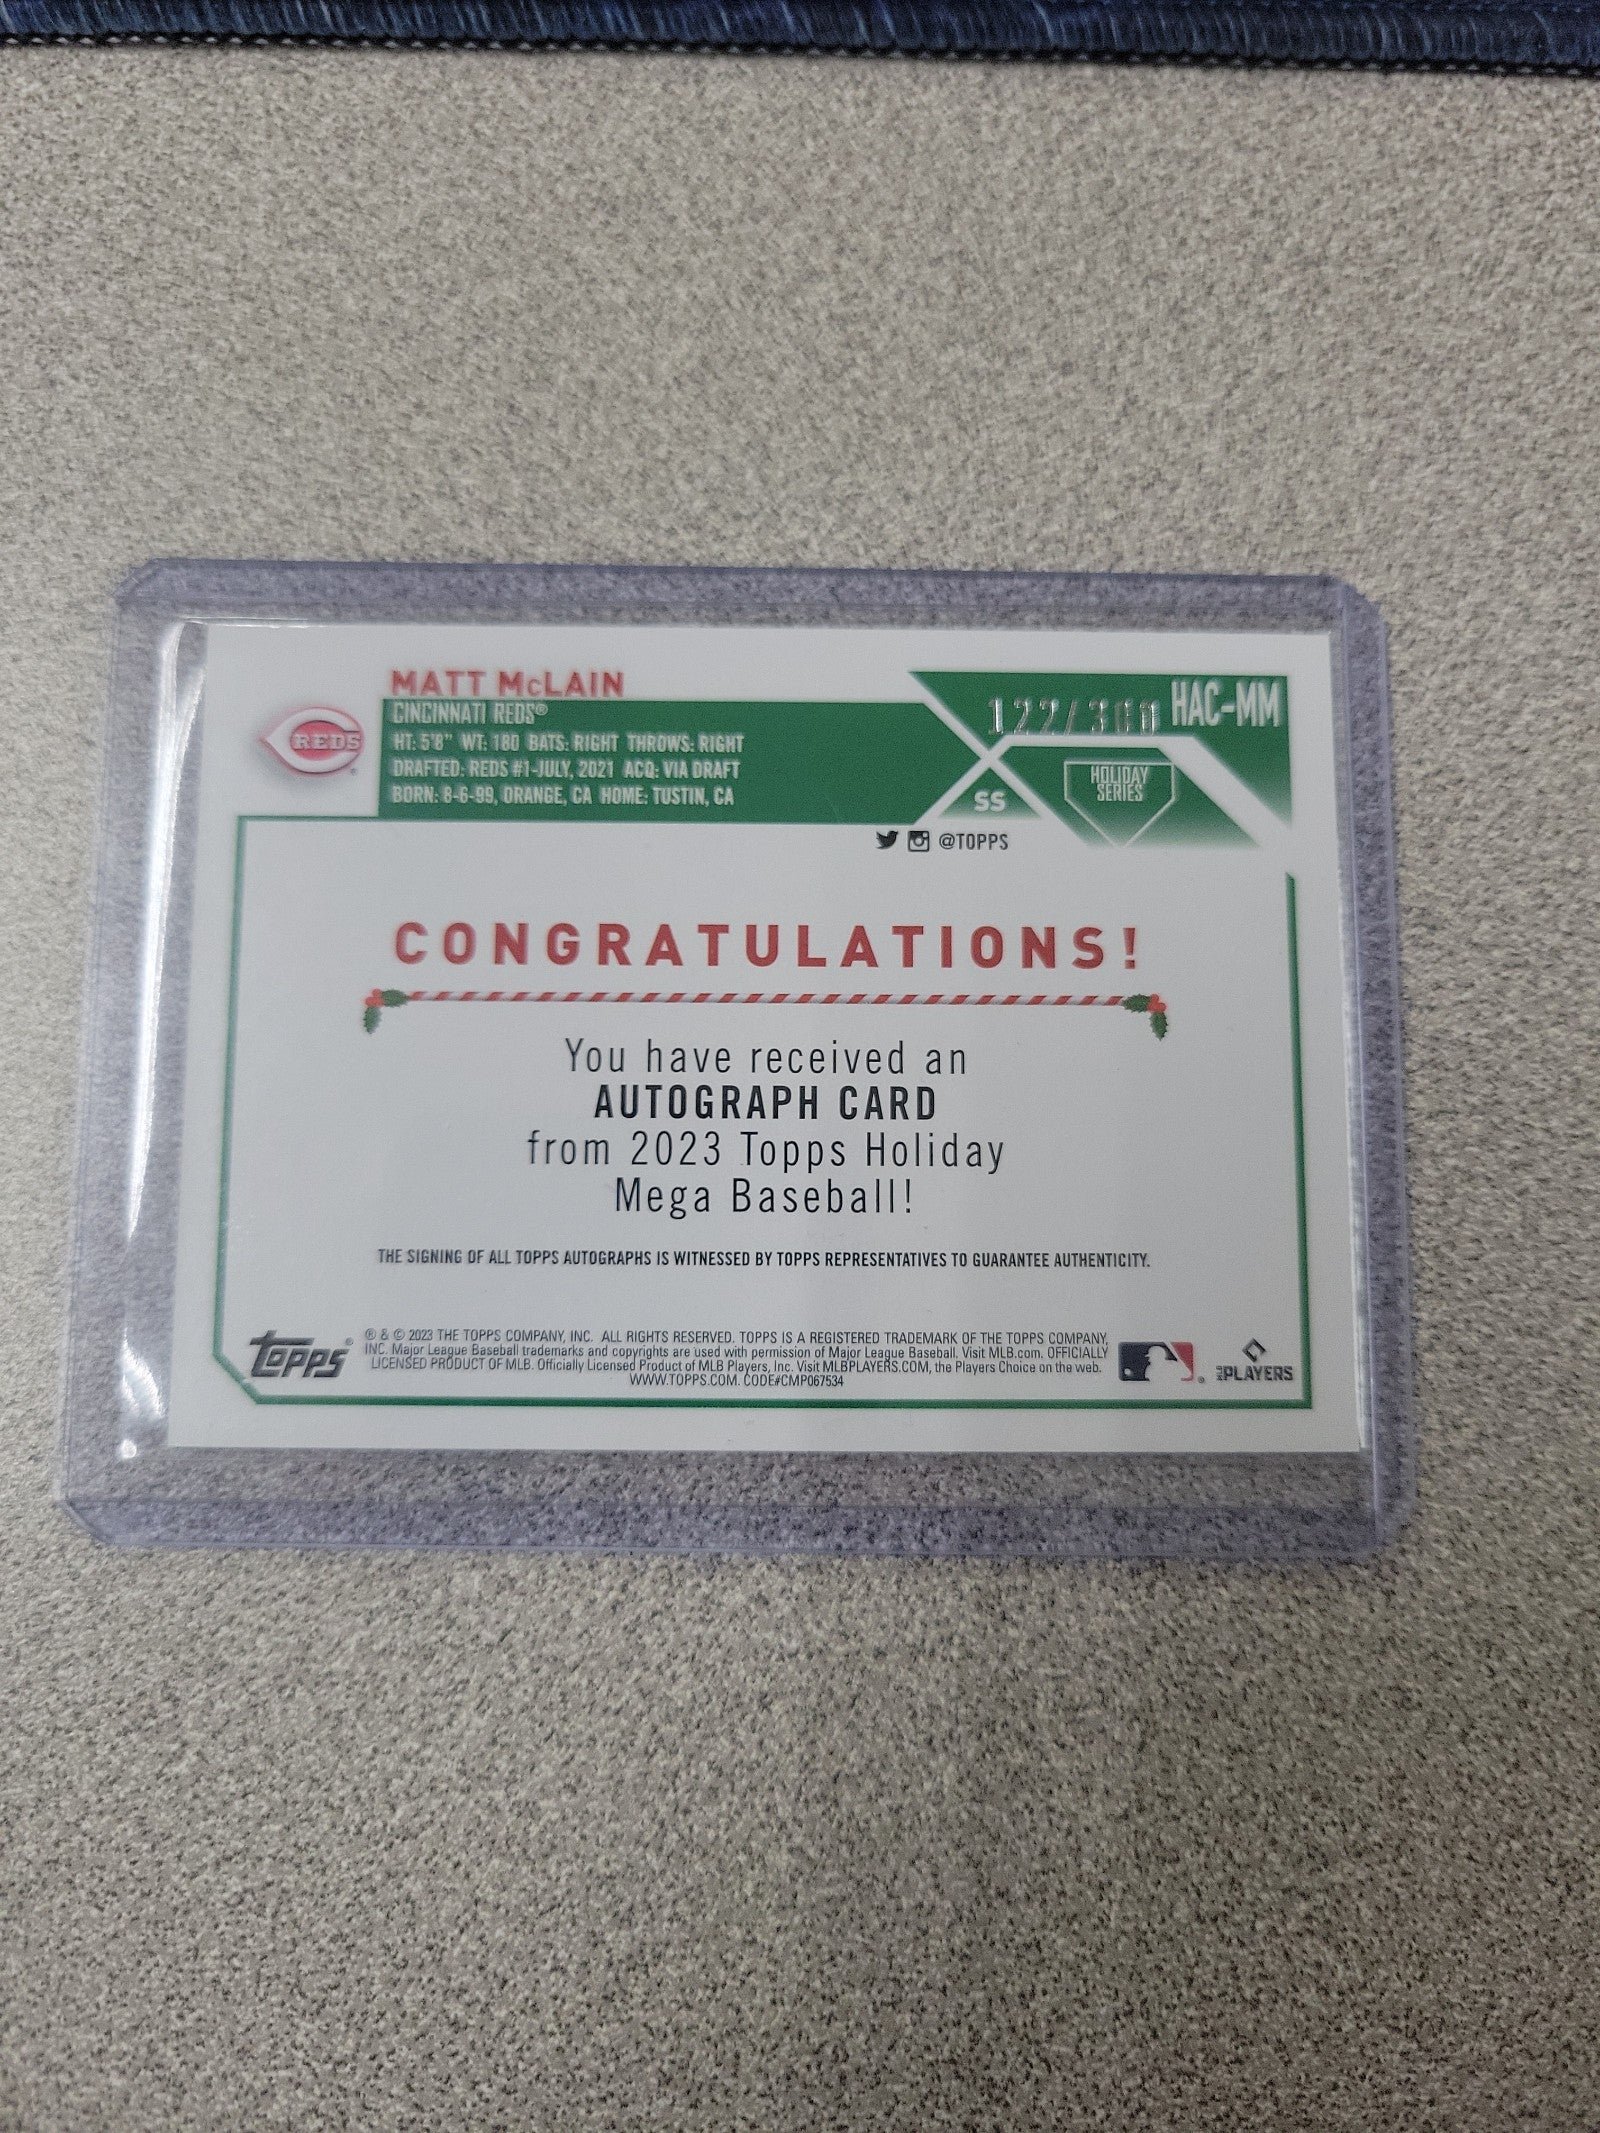 MATT McLAIN
REDS
CINCINNATI REDS®
HT: 5'8" WT: 180 BATS: RIGHT THROWS: RIGHT
DRAFTED: REDS #1-JULY, 2021 ACQ: VIA DRAFT
BORN: 8-6-99, ORANGE, CA HOME: TUSTIN, CA
122/300
HAC-MM
SS
HOLIDAY
SERIES
@TOPPS
CONGRATULATIONS!
You have received an
AUTOGRAPH CARD
from 2023 Topps Holiday
Mega Baseball!
THE SIGNING OF ALL TOPPS AUTOGRAPHS IS WITNESSED BY TOPPS REPRESENTATIVES TO GUARANTEE AUTHENTICITY.
Topps®
® & © 2023 THE TOPPS COMPANY, INC. ALL RIGHTS RESERVED. TOPPS IS A REGISTERED TRADEMARK OF THE TOPPS COMPANY,
INC. Major League Baseball trademarks and copyrights are used with permission of Major League Baseball. Visit MLB.com. OFFICIALLY
LICENSED PRODUCT OF MLB. Officially Licensed Product of MLB Players, Inc. Visit MLBPLAYERS.COM, the Players Choice on the web.
WWW.TOPPS.COM. CODE#CMP067534
MLB PLAYERS